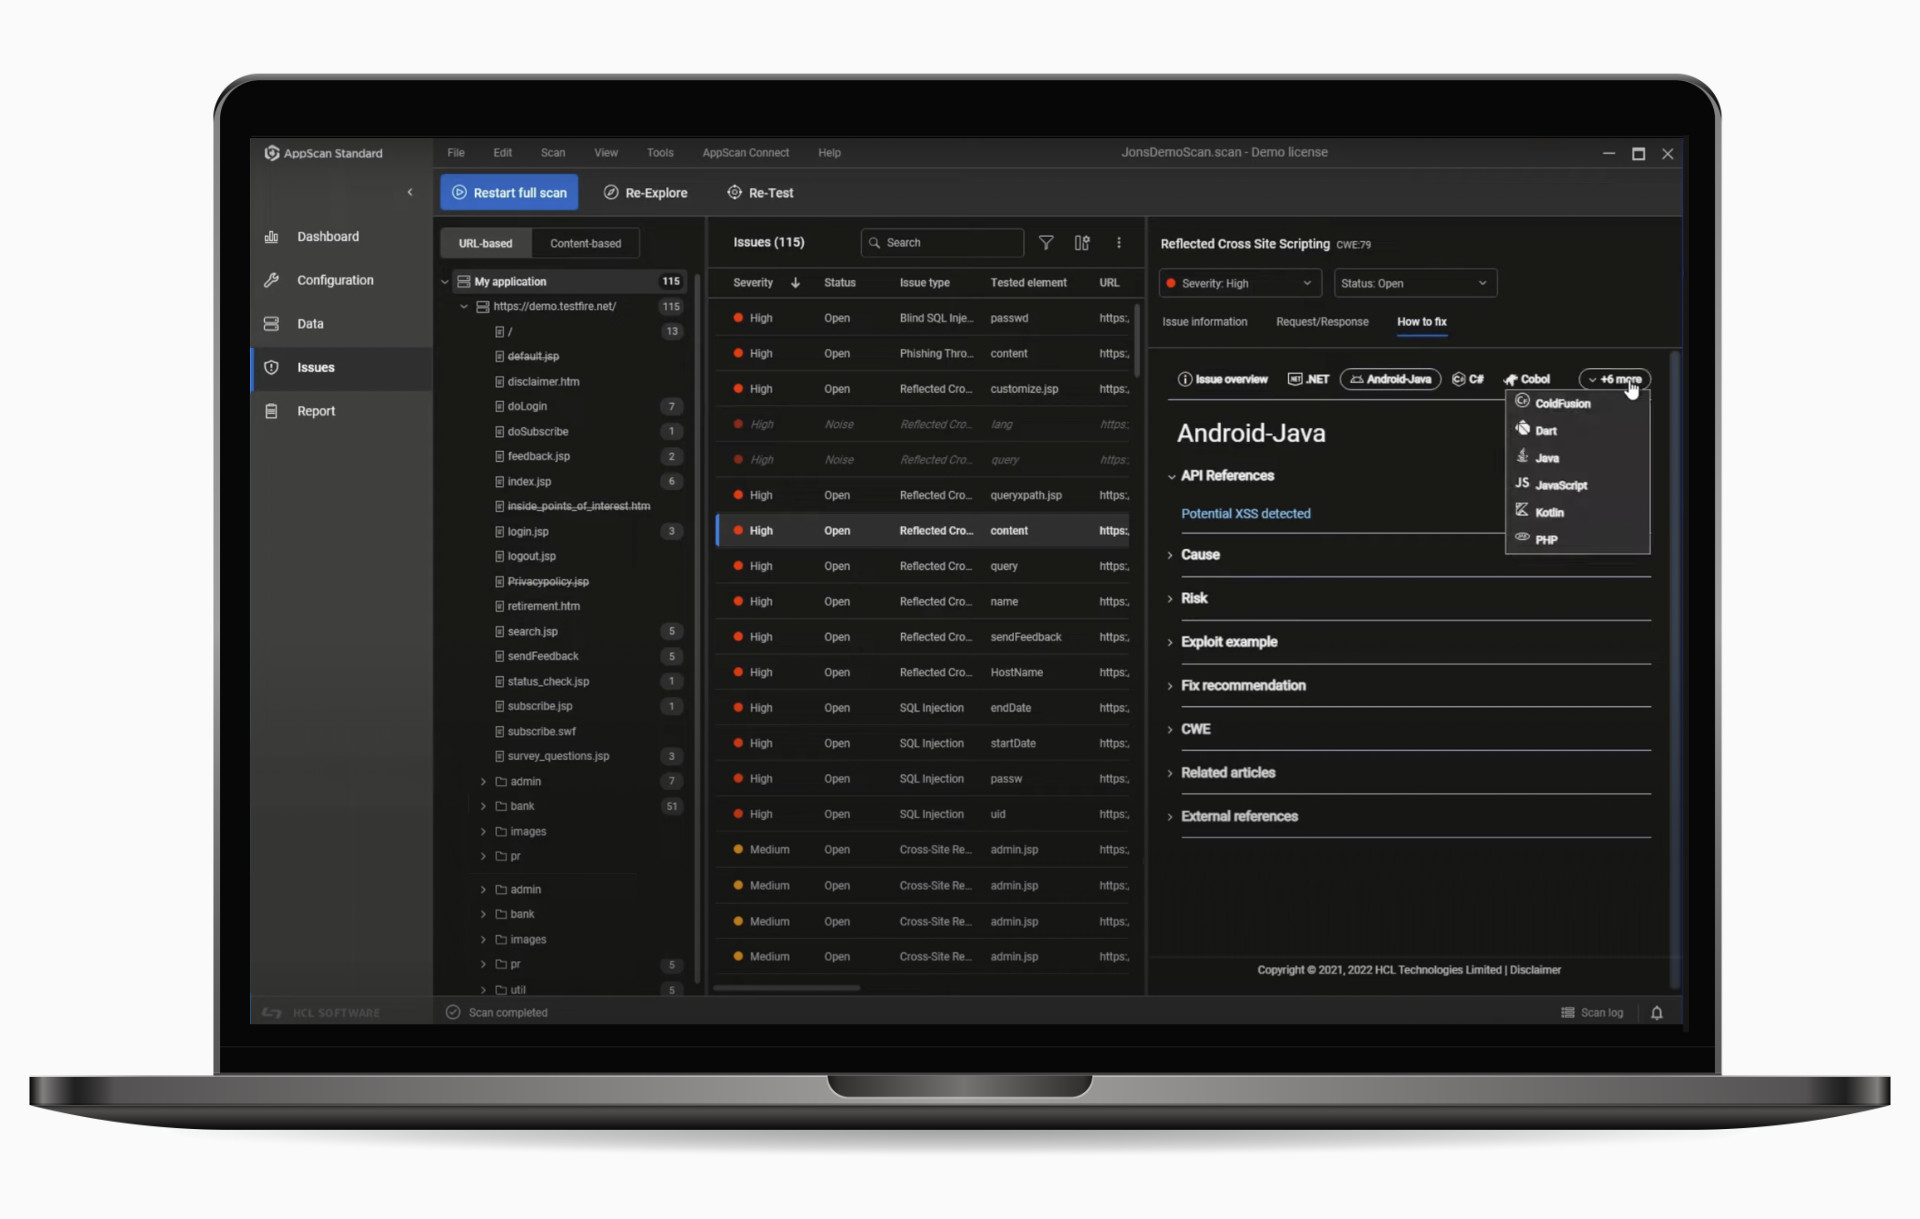 AppScan Standard
File Edit Scan View Tools AppScan Connect Help
JonsDemoScan.scan - Demo license
Restart full scan Re-Explore Re-Test
Dashboard
Configuration
Data
Issues
Report
HCL SOFTWARE
URL-based Content-based
My application 115
https://demo.testfire.net/ 115
/ 13
default.jsp
disclaimer.htm
doLogin 7
doSubscribe 1
feedback.jsp 2
index.jsp 6
inside_points_of_interest.htm
login.jsp 3
logout.jsp
Privacypolicy.jsp
retirement.htm
search.jsp 5
sendFeedback 5
status_check.jsp 1
subscribe.jsp 1
subscribe.swf
survey_questions.jsp 3
admin 7
bank 51
images
pr
admin
bank
images
pr 5
util 5
Issues (115) Search
Severity Status Issue type Tested element URL
High Open Blind SQL Inje... passwd https:,
High Open Phishing Thro... content https:,
High Open Reflected Cro... customize.jsp https:,
High Noise Reflected Cro... lang https:
High Noise Reflected Cro... query https:
High Open Reflected Cro... queryxpath.jsp https:,
High Open Reflected Cro... content https:,
High Open Reflected Cro... query https:,
High Open Reflected Cro... name https:,
High Open Reflected Cro... sendFeedback https:,
High Open Reflected Cro... HostName https:,
High Open SQL Injection endDate https:,
High Open SQL Injection startDate https:,
High Open SQL Injection passw https:,
High Open SQL Injection uid https:,
Medium Open Cross-Site Re... admin.jsp https:,
Medium Open Cross-Site Re... admin.jsp https:,
Medium Open Cross-Site Re... admin.jsp https:,
Medium Open Cross-Site Re... admin.jsp https:,
Reflected Cross Site Scripting CWE:79
Severity: High Status: Open
Issue information Request/Response How to fix
Issue overview .NET Android-Java C# Cobol +6 more
ColdFusion
Dart
Java
JS JavaScript
Kotlin
PHP
Android-Java
API References
Potential XSS detected
Cause
Risk
Exploit example
Fix recommendation
CWE
Related articles
External references
Copyright © 2021, 2022 HCL Technologies Limited | Disclaimer
Scan completed
Scan log